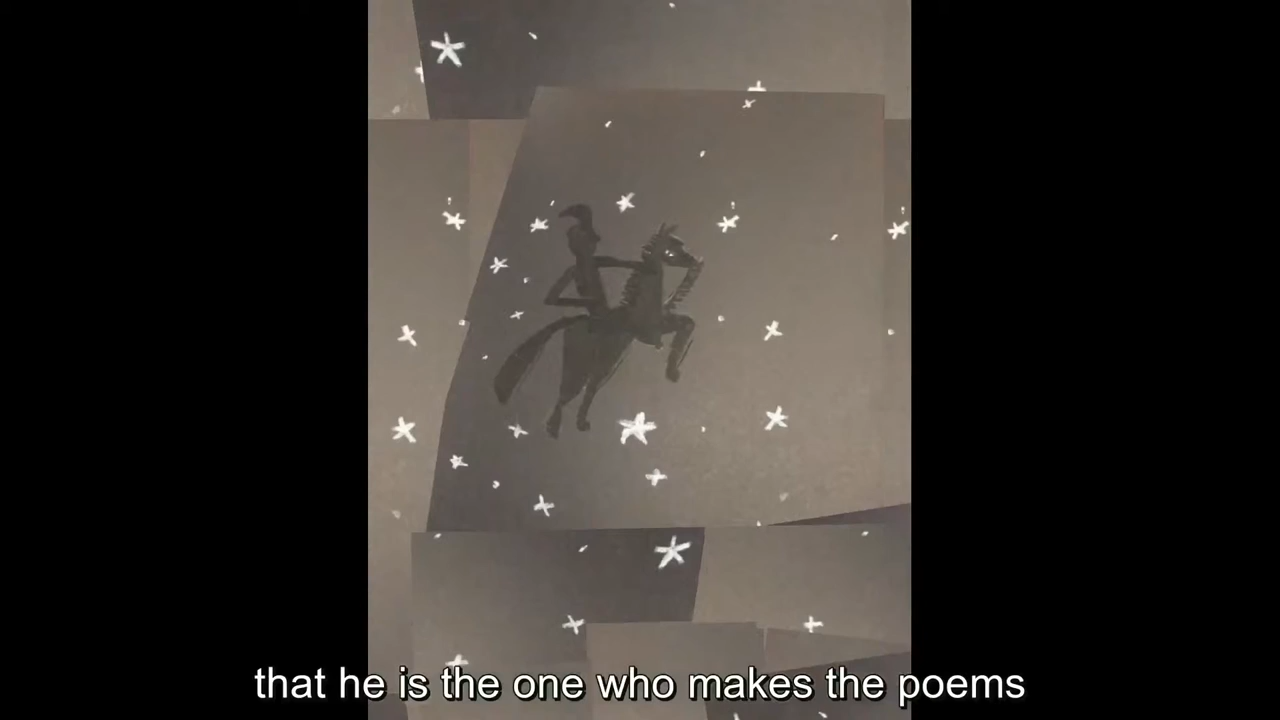 that he is the one who makes the poems